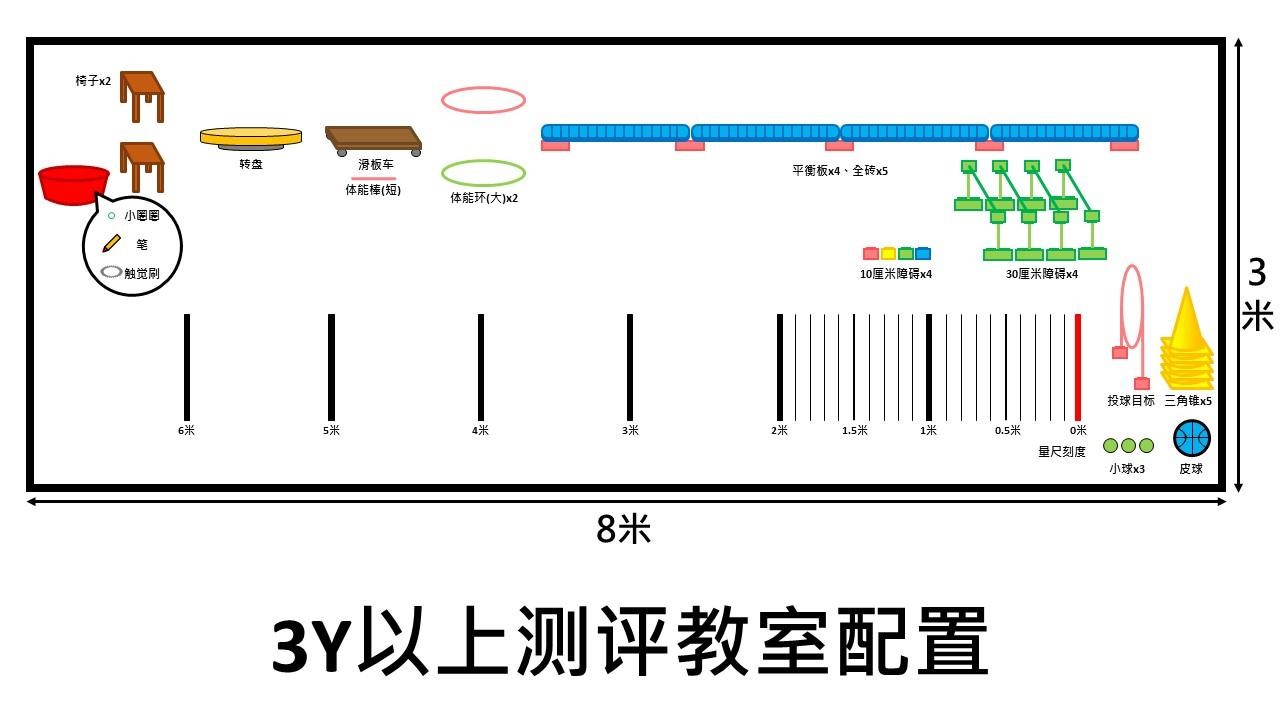 椅子x2
转盘
滑板车
体能棒(短)
体能环(大)x2
平衡板x4、全砖x5
小圈圈
笔
触觉刷
10厘米障碍x4
30厘米障碍x4
3
米
投球目标
三角锥x5
6米
5米
4米
3米
2米
1.5米
1米
0.5米
0米
量尺刻度
小球x3
皮球
8米
3Y以上测评教室配置